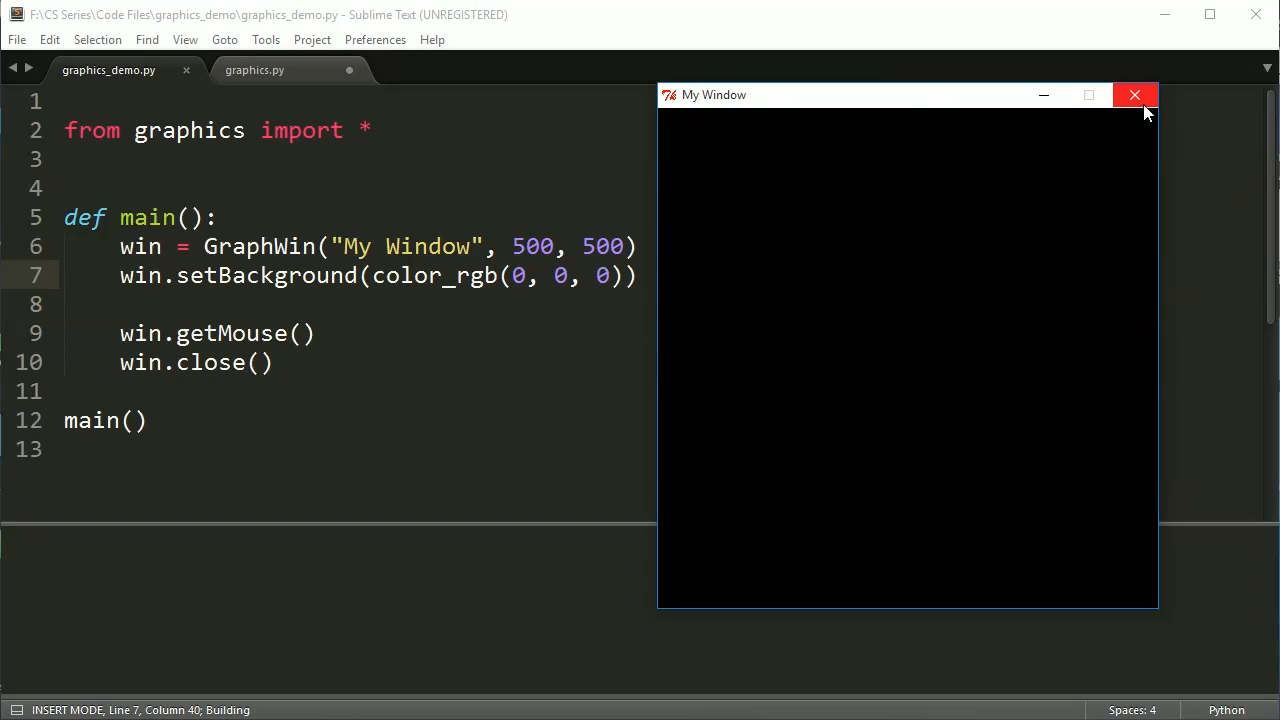 F:\CS Series\Code Files\graphics_demo\graphics_demo.py - Sublime Text (UNREGISTERED)
File Edit Selection Find View Goto Tools Project Preferences Help
graphics_demo.py graphics.py
My Window
1
2 from graphics import *
3
4
5 def main():
6 win = GraphWin("My Window", 500, 500)
7 win.setBackground(color_rgb(0, 0, 0))
8
9 win.getMouse()
10 win.close()
11
12 main()
13
INSERT MODE, Line 7, Column 40; Building Spaces: 4 Python